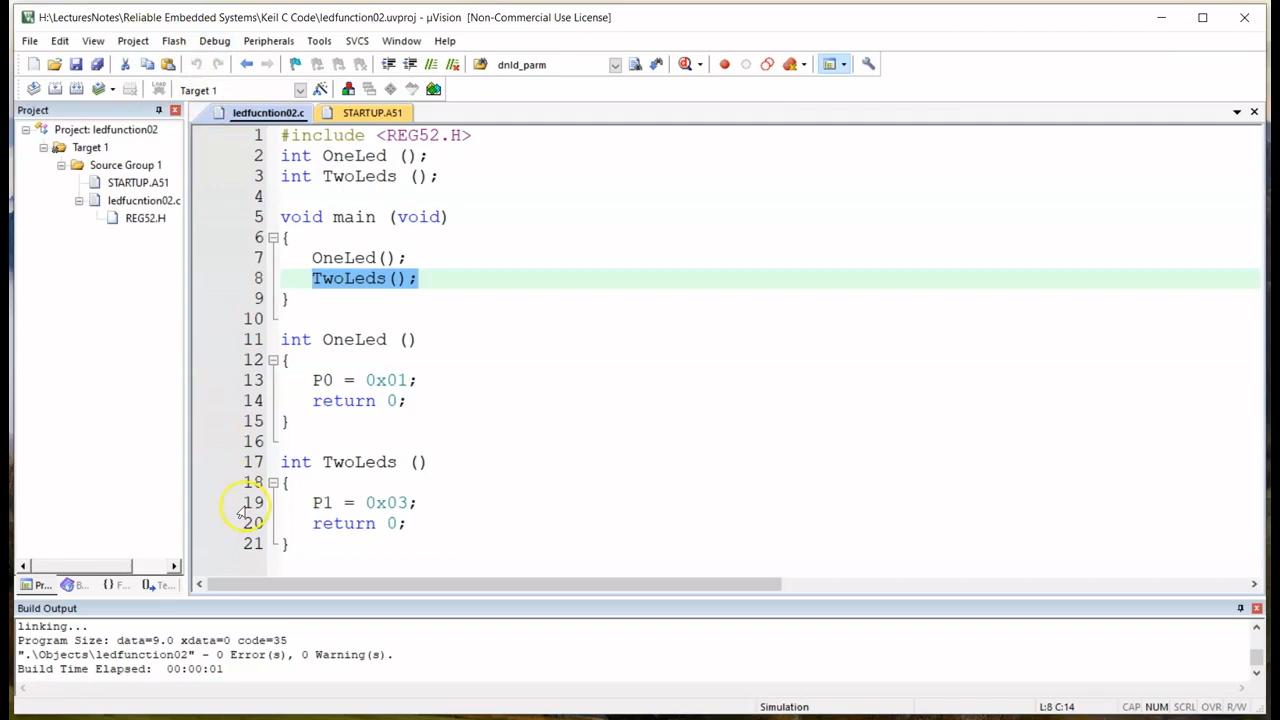 H:\LecturesNotes\Reliable Embedded Systems\Keil C Code\ledfunction02.uvproj - µVision [Non-Commercial Use License]
File Edit View Project Flash Debug Peripherals Tools SVCS Window Help
dnld_parm
LOAD Target 1
Project
Project: ledfunction02
Target 1
Source Group 1
STARTUP.A51
ledfucntion02.c
REG52.H
Pr... B... {} F... Te...
ledfucntion02.c STARTUP.A51
1 #include <REG52.H>
2 int OneLed ();
3 int TwoLeds ();
4
5 void main (void)
6 {
7 OneLed();
8 TwoLeds();
9 }
10
11 int OneLed ()
12 {
13 P0 = 0x01;
14 return 0;
15 }
16
17 int TwoLeds ()
18 {
19 P1 = 0x03;
20 return 0;
21 }
Build Output
linking...
Program Size: data=9.0 xdata=0 code=35
".\Objects\ledfunction02" - 0 Error(s), 0 Warning(s).
Build Time Elapsed: 00:00:01
Simulation L:8 C:14 CAP NUM SCRL OVR R/W